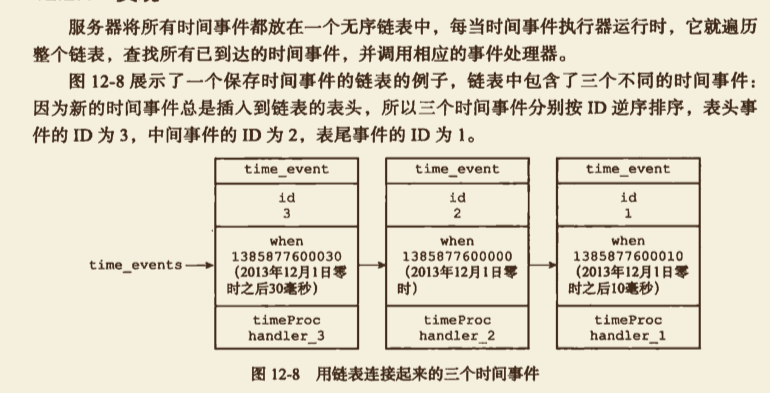 服务器将所有时间事件都放在一个无序链表中，每当时间事件执行器运行时，它就遍历
整个链表，查找所有已到达的时间事件，并调用相应的事件处理器。
图 12-8 展示了一个保存时间事件的链表的例子，链表中包含了三个不同的时间事件：
因为新的时间事件总是插入到链表的表头，所以三个时间事件分别按 ID 逆序排序，表头事
件的 ID 为 3，中间事件的 ID 为 2，表尾事件的 ID 为 1。
time_events
time_event
id
3
when
1385877600030
（2013年12月1日零
时之后30毫秒）
timeProc
handler_3
time_event
id
2
when
1385877600000
（2013年12月1日零
时）
timeProc
handler_2
time_event
id
1
when
1385877600010
（2013年12月1日零
时之后10毫秒）
timeProc
handler_1
图 12-8 用链表连接起来的三个时间事件